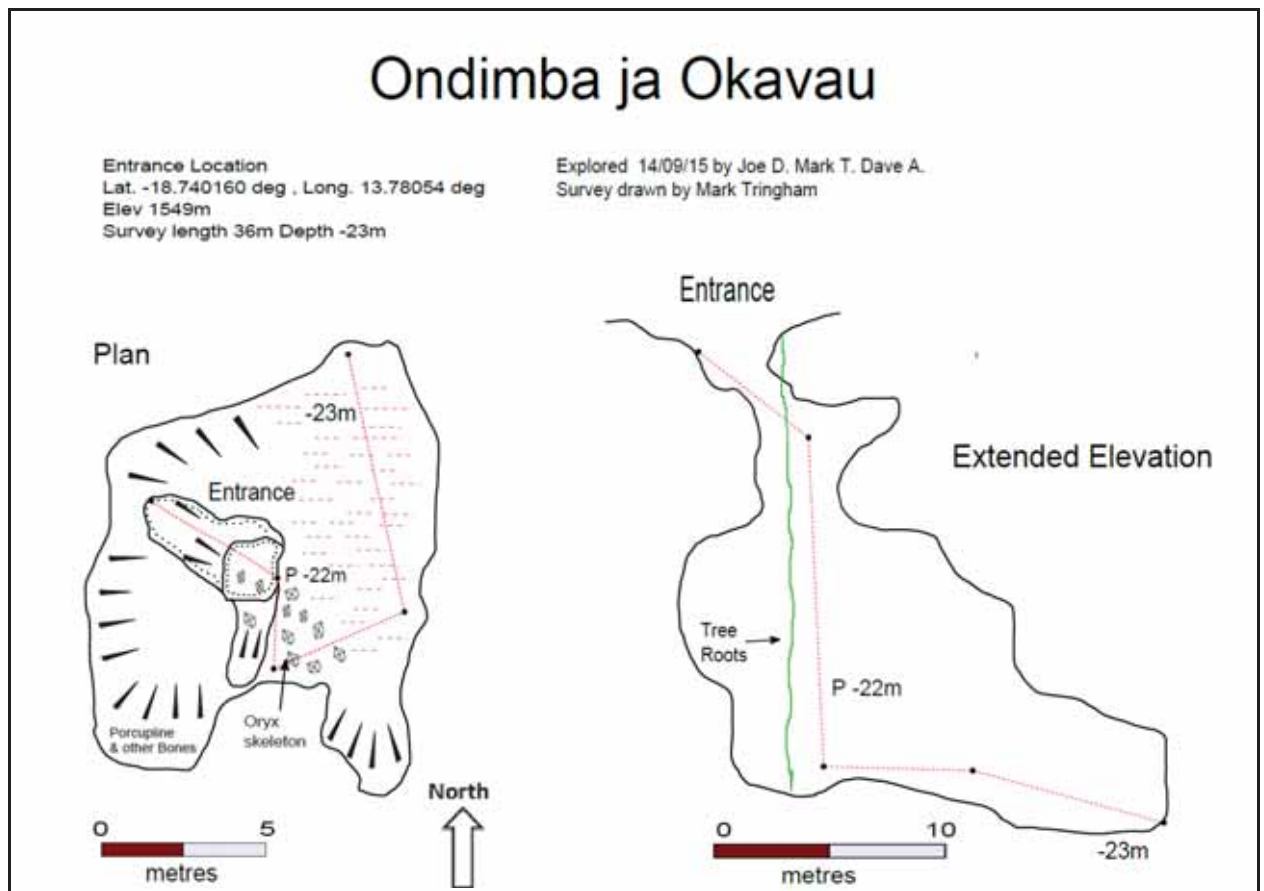 Ondimba ja Okavau
Entrance Location
Lat. -18.740160 deg , Long. 13.78054 deg
Elev 1549m
Survey length 36m Depth -23m
Explored 14/09/15 by Joe D. Mark T. Dave A.
Survey drawn by Mark Tringham
Plan
-23m
Entrance
P -22m
Porcupline
& other Bones
Oryx
skeleton
0 5
metres
North
Entrance
Extended Elevation
Tree
Roots
P -22m
0 10
metres
-23m